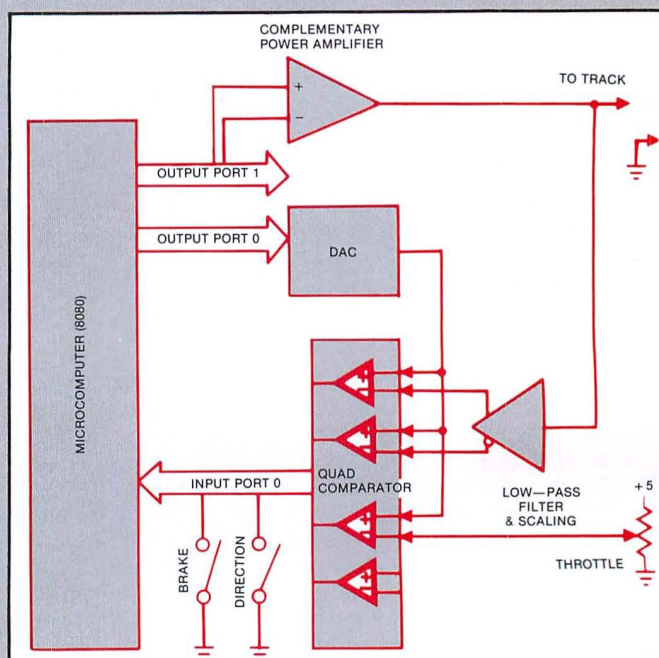 COMPLEMENTARY
POWER AMPLIFIER
+
−
TO TRACK
OUTPUT PORT 1
OUTPUT PORT 0
DAC
MICROCOMPUTER (8080)
INPUT PORT 0
QUAD
COMPARATOR
LOW—PASS
FILTER
& SCALING
+5
THROTTLE
BRAKE
DIRECTION